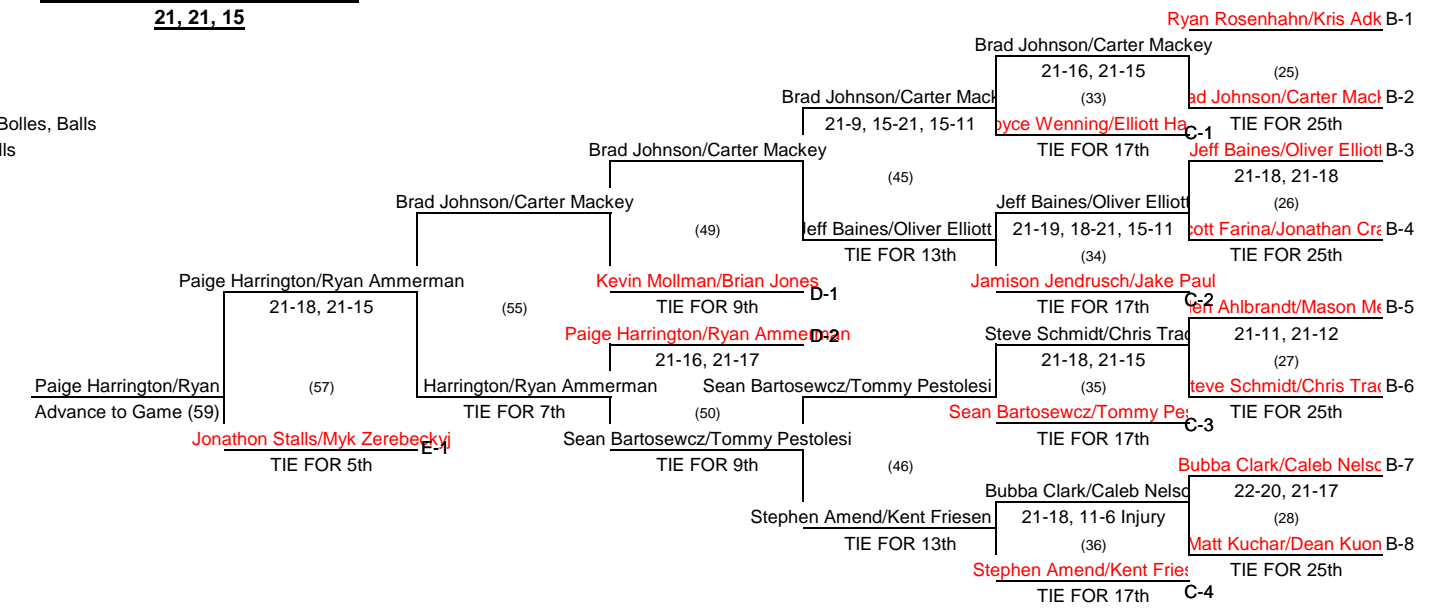 21, 21, 15
Ryan Rosenhahn/Kris Adk B-1
Brad Johnson/Carter Mackey
21-16, 21-15
(25)
Brad Johnson/Carter Mack
(33)
ad Johnson/Carter Mack B-2
Bolles, Balls
21-9, 15-21, 15-11
oyce Wenning/Elliott Ha
C-1
TIE FOR 25th
lls
Brad Johnson/Carter Mackey
TIE FOR 17th
Jeff Baines/Oliver Elliott B-3
(45)
21-18, 21-18
Brad Johnson/Carter Mackey
Jeff Baines/Oliver Elliott
(26)
(49)
Jeff Baines/Oliver Elliott
21-19, 18-21, 15-11
cott Farina/Jonathan Cra B-4
TIE FOR 13th
(34)
TIE FOR 25th
Paige Harrington/Ryan Ammerman
Kevin Mollman/Brian Jones
D-1
Jamison Jendrusch/Jake Paul
C-2
21-18, 21-15
(55)
TIE FOR 9th
TIE FOR 17th
Ahlbrandt/Mason Me B-5
Paige Harrington/Ryan Ammerman
D-2
Steve Schmidt/Chris Trac
21-11, 21-12
21-16, 21-17
21-18, 21-15
(27)
Paige Harrington/Ryan
(57)
Harrington/Ryan Ammerman
Sean Bartosewcz/Tommy Pestolesi
(35)
teve Schmidt/Chris Trac B-6
Advance to Game (59)
TIE FOR 7th
(50)
Sean Bartosewcz/Tommy Pes
C-3
TIE FOR 25th
Jonathon Stalls/Myk Zerebeckyj
E-1
Sean Bartosewcz/Tommy Pestolesi
TIE FOR 17th
TIE FOR 5th
TIE FOR 9th
(46)
Bubba Clark/Caleb Nelsc B-7
Bubba Clark/Caleb Nelso
22-20, 21-17
Stephen Amend/Kent Friesen
21-18, 11-6 Injury
(28)
TIE FOR 13th
(36)
Matt Kuchar/Dean Kuon B-8
Stephen Amend/Kent Fries
C-4
TIE FOR 25th
TIE FOR 17th